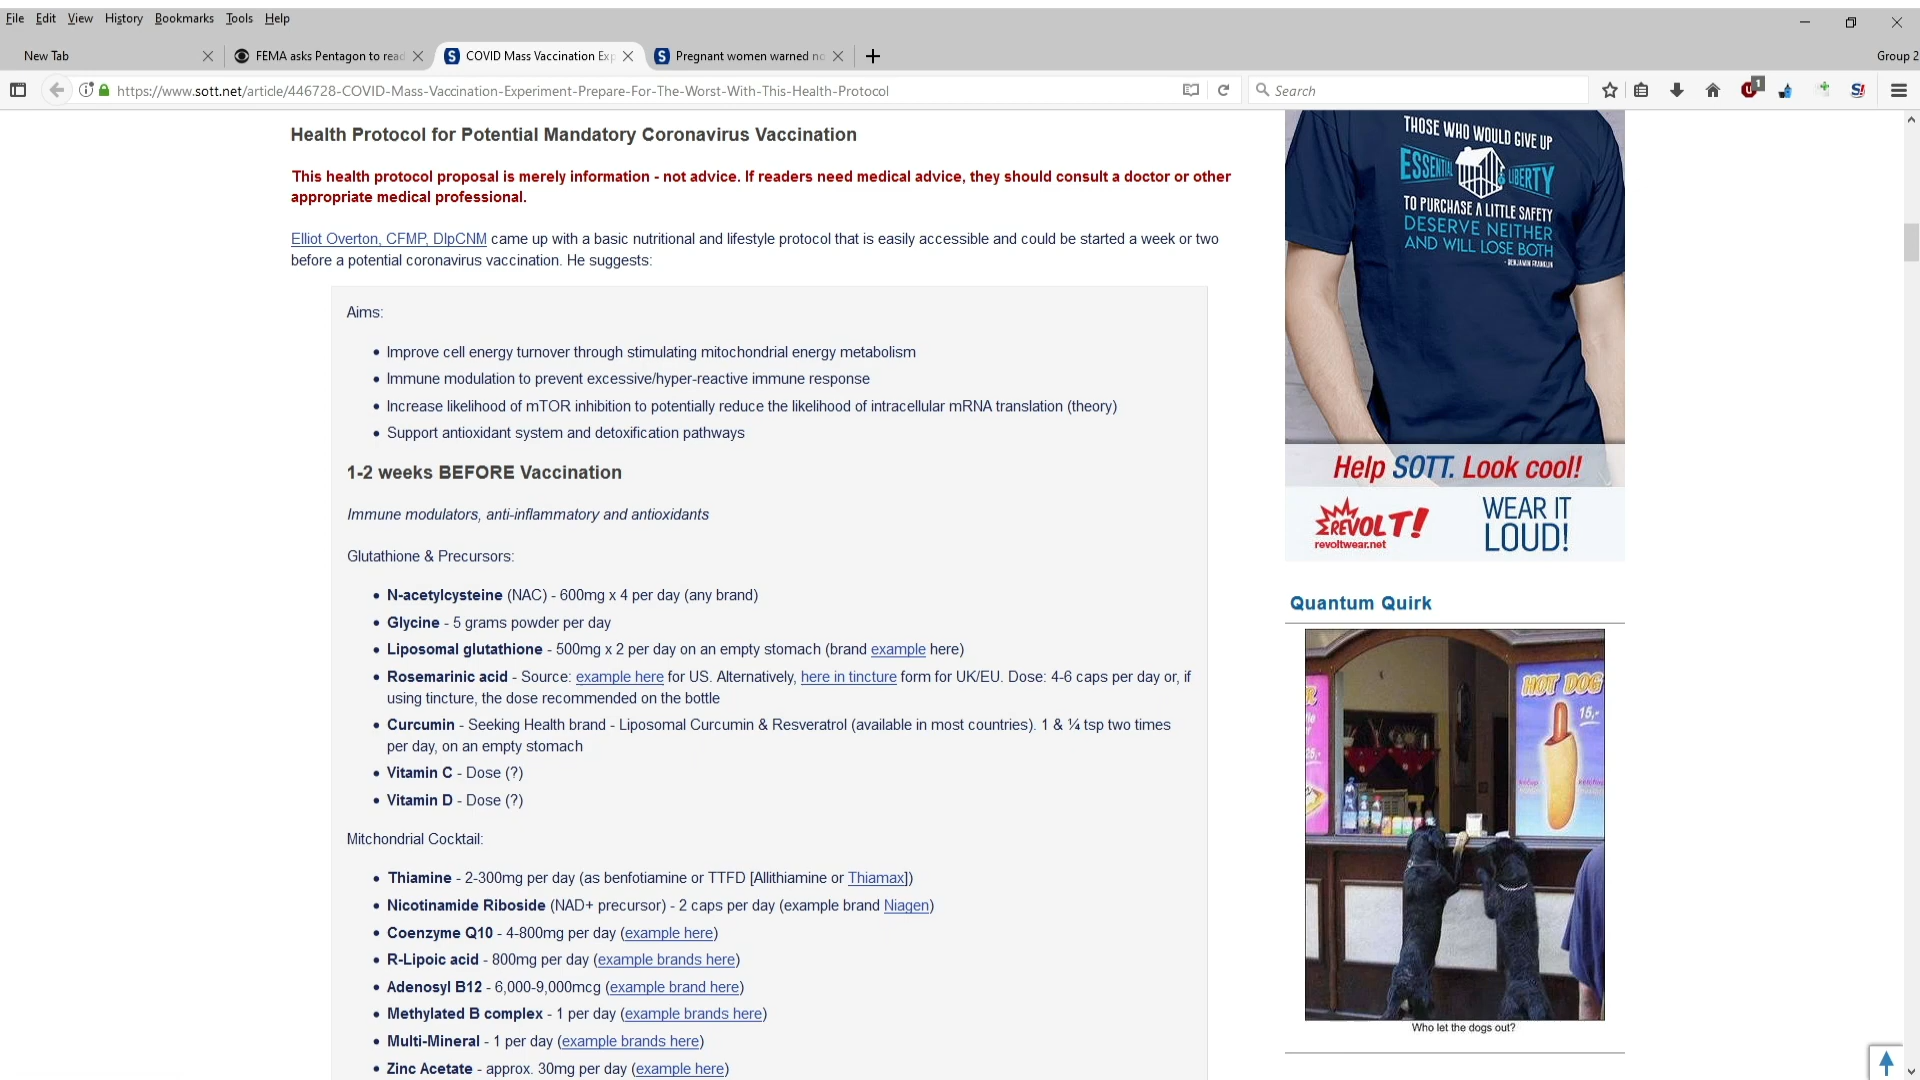 File Edit View History Bookmarks Tools Help
New Tab
FEMA asks Pentagon to read
COVID Mass Vaccination Exp
Pregnant women warned no
Group 2
https://www.sott.net/article/446728-COVID-Mass-Vaccination-Experiment-Prepare-For-The-Worst-With-This-Health-Protocol
Search
1
Health Protocol for Potential Mandatory Coronavirus Vaccination
This health protocol proposal is merely information - not advice. If readers need medical advice, they should consult a doctor or other
appropriate medical professional.
Elliot Overton, CFMP, DIpCNM came up with a basic nutritional and lifestyle protocol that is easily accessible and could be started a week or two
before a potential coronavirus vaccination. He suggests:
Aims:
• Improve cell energy turnover through stimulating mitochondrial energy metabolism
• Immune modulation to prevent excessive/hyper-reactive immune response
• Increase likelihood of mTOR inhibition to potentially reduce the likelihood of intracellular mRNA translation (theory)
• Support antioxidant system and detoxification pathways
1-2 weeks BEFORE Vaccination
Immune modulators, anti-inflammatory and antioxidants
Glutathione & Precursors:
• N-acetylcysteine (NAC) - 600mg x 4 per day (any brand)
• Glycine - 5 grams powder per day
• Liposomal glutathione - 500mg x 2 per day on an empty stomach (brand example here)
• Rosemarinic acid - Source: example here for US. Alternatively, here in tincture form for UK/EU. Dose: 4-6 caps per day or, if
using tincture, the dose recommended on the bottle
• Curcumin - Seeking Health brand - Liposomal Curcumin & Resveratrol (available in most countries). 1 & ¼ tsp two times
per day, on an empty stomach
• Vitamin C - Dose (?)
• Vitamin D - Dose (?)
Mitchondrial Cocktail:
• Thiamine - 2-300mg per day (as benfotiamine or TTFD [Allithiamine or Thiamax])
• Nicotinamide Riboside (NAD+ precursor) - 2 caps per day (example brand Niagen)
• Coenzyme Q10 - 4-800mg per day (example here)
• R-Lipoic acid - 800mg per day (example brands here)
• Adenosyl B12 - 6,000-9,000mcg (example brand here)
• Methylated B complex - 1 per day (example brands here)
• Multi-Mineral - 1 per day (example brands here)
• Zinc Acetate - approx. 30mg per day (example here)
THOSE WHO WOULD GIVE UP
ESSENTIAL LIBERTY
TO PURCHASE A LITTLE SAFETY
DESERVE NEITHER
AND WILL LOSE BOTH
- BENJAMIN FRANKLIN
Help SOTT. Look cool!
REVOLT!
revoltwear.net
WEAR IT
LOUD!
Quantum Quirk
HOT DOG
15,-
25,-
Who let the dogs out?